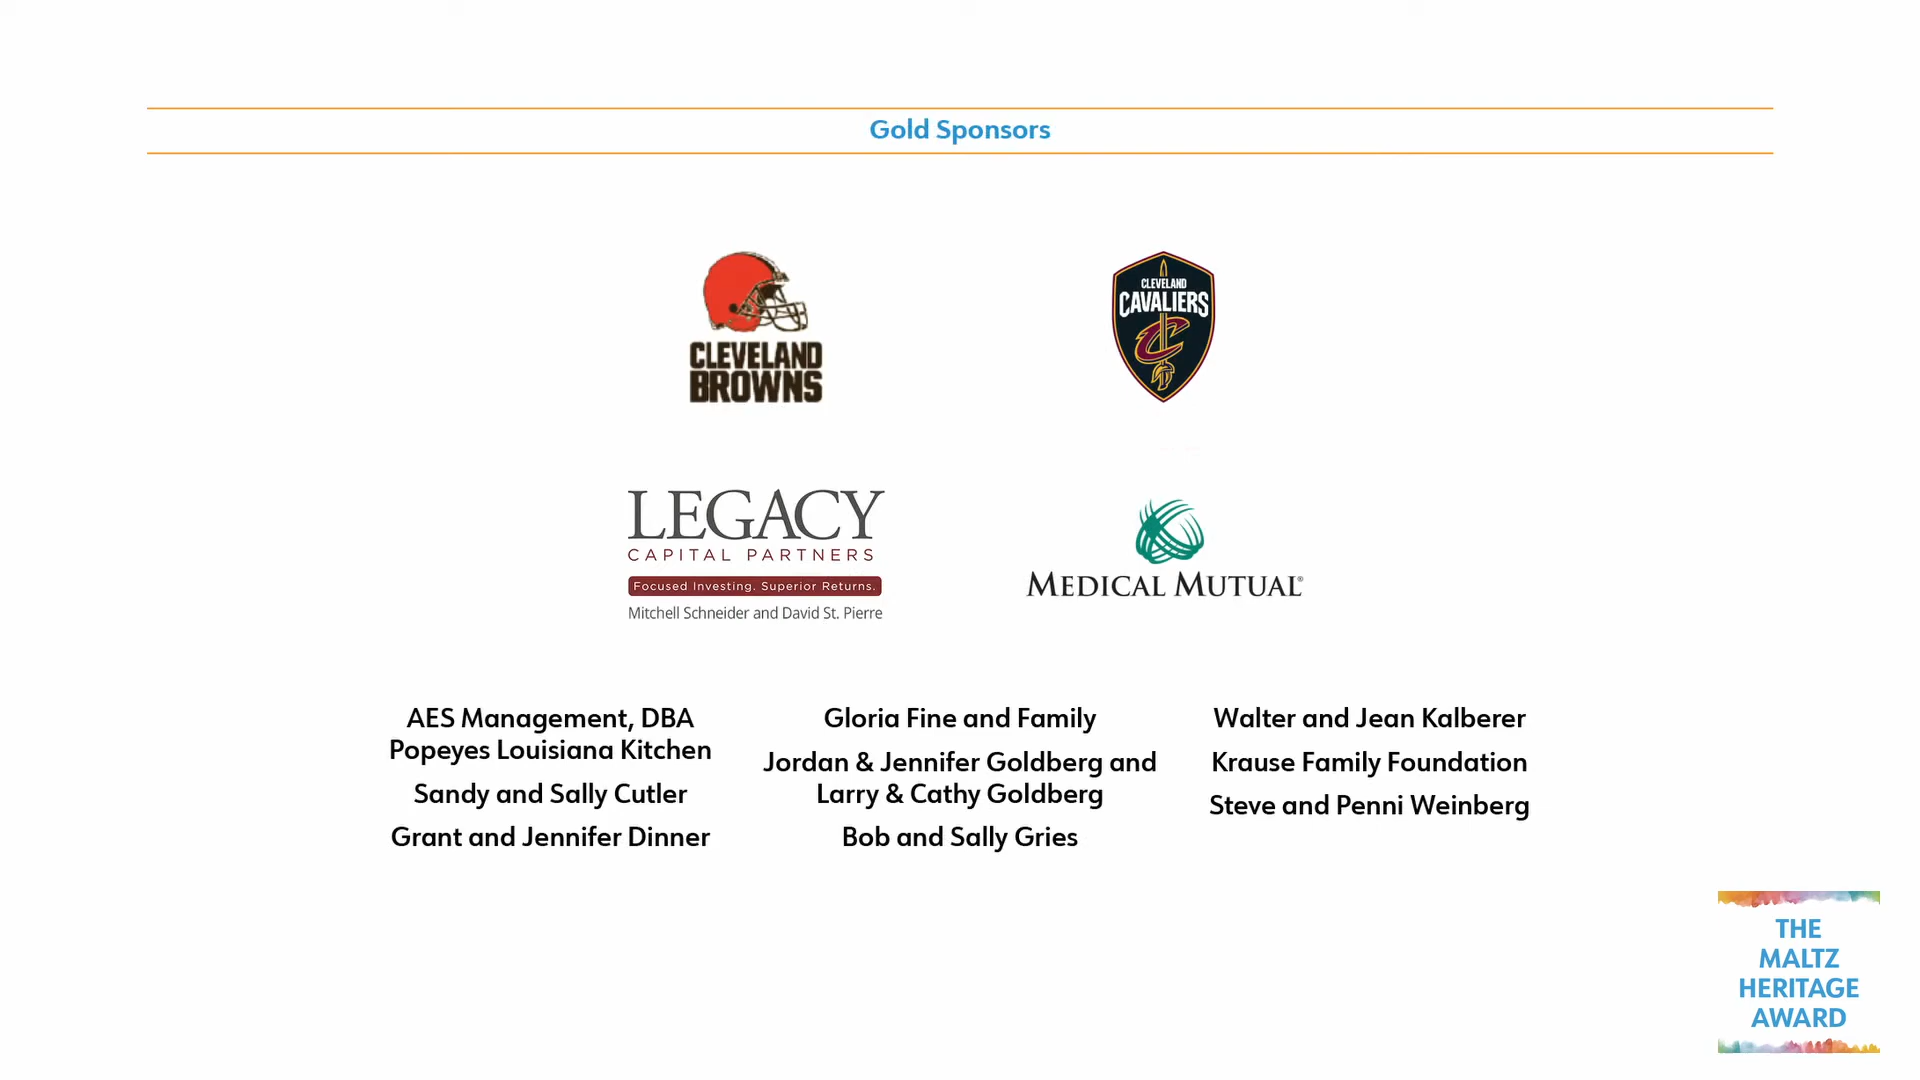 Gold Sponsors
CLEVELAND
BROWNS
CLEVELAND
CAVALIERS
LEGACY
CAPITAL PARTNERS
Focused Investing. Superior Returns.
Mitchell Schneider and David St. Pierre
MEDICAL MUTUAL®
AES Management, DBA
Popeyes Louisiana Kitchen
Sandy and Sally Cutler
Grant and Jennifer Dinner
Gloria Fine and Family
Jordan & Jennifer Goldberg and
Larry & Cathy Goldberg
Bob and Sally Gries
Walter and Jean Kalberer
Krause Family Foundation
Steve and Penni Weinberg
THE
MALTZ
HERITAGE
AWARD